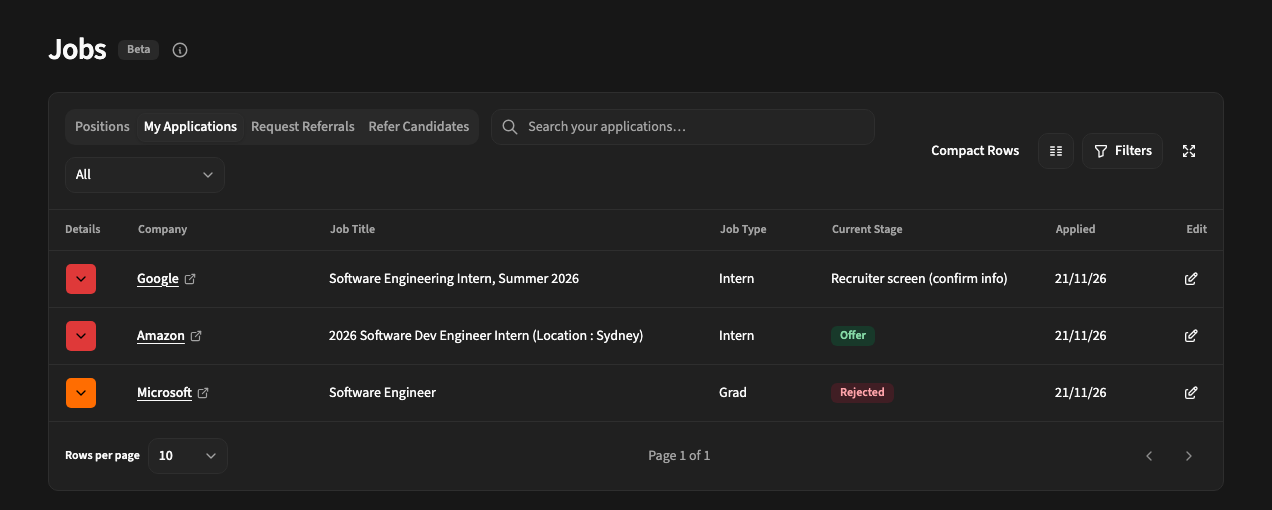 Jobs Beta
Positions My Applications Request Referrals Refer Candidates Search your applications…
Compact Rows Filters
All
Details Company Job Title Job Type Current Stage Applied Edit
Google Software Engineering Intern, Summer 2026 Intern Recruiter screen (confirm info) 21/11/26
Amazon 2026 Software Dev Engineer Intern (Location : Sydney) Intern Offer 21/11/26
Microsoft Software Engineer Grad Rejected 21/11/26
Rows per page 10 Page 1 of 1